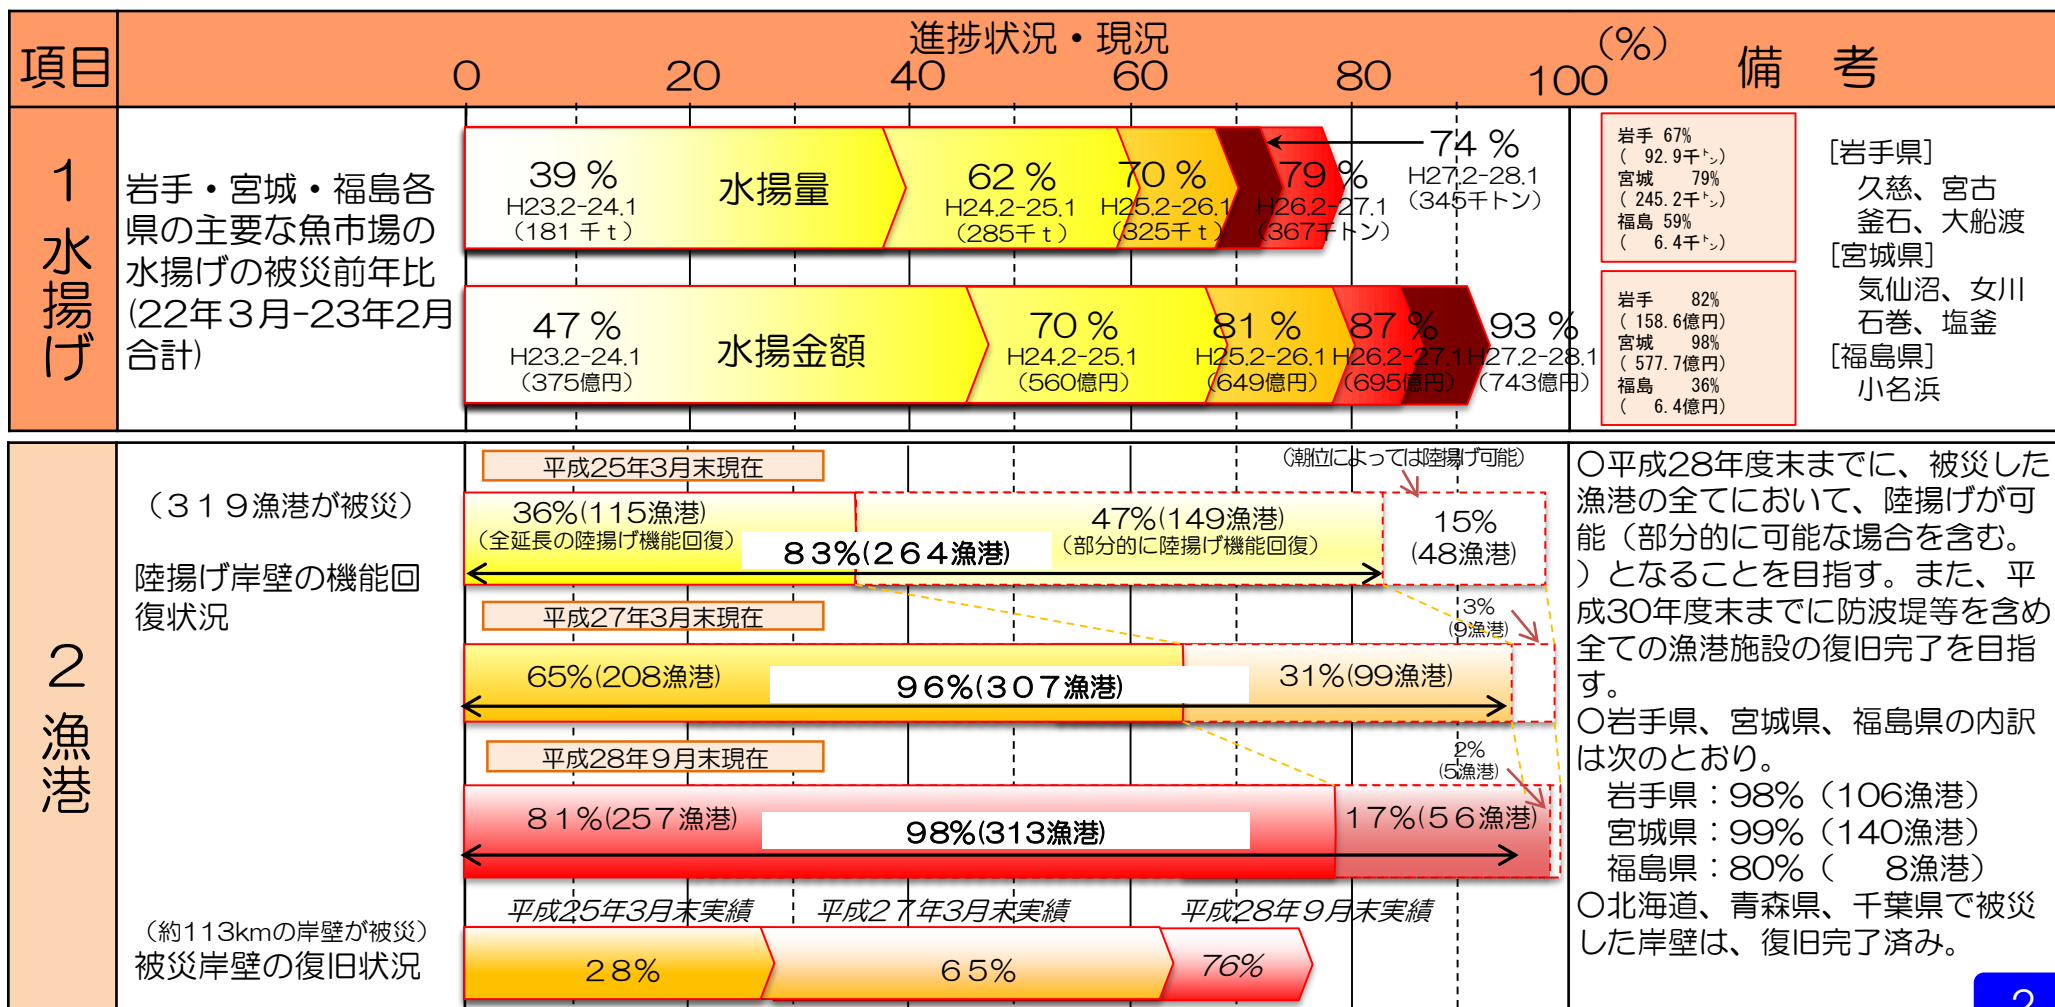 項目
進捗状況・現況
(%)
0 20 40 60 80 100
備 考
1 水揚げ
岩手・宮城・福島各
県の主要な魚市場の
水揚げの被災前年比
(22年3月-23年2月
合計)
39 %
H23.2-24.1
(181 千t)
水揚量
62 %
H24.2-25.1
(285千t)
70 %
H25.2-26.1
(325千t)
79 %
H26.2-27.1
(367千トン)
74 %
H27.2-28.1
(345千トン)
47 %
H23.2-24.1
(375億円)
水揚金額
70 %
H24.2-25.1
(560億円)
81 %
H25.2-26.1
(649億円)
87 %
H26.2-27.1
(695億円)
93 %
H27.2-28.1
(743億円)
岩手 67%
( 92.9千トン)
宮城 79%
( 245.2千トン)
福島 59%
( 6.4千トン)
岩手 82%
( 158.6億円)
宮城 98%
( 577.7億円)
福島 36%
( 6.4億円)
[岩手県]
久慈、宮古
釜石、大船渡
[宮城県]
気仙沼、女川
石巻、塩釜
[福島県]
小名浜
2 漁港
(319漁港が被災)
陸揚げ岸壁の機能回
復状況
平成25年3月末現在
(潮位によっては陸揚げ可能)
36%(115漁港)
(全延長の陸揚げ機能回復)
83%(264漁港)
47%(149漁港)
(部分的に陸揚げ機能回復)
15%
(48漁港)
平成27年3月末現在
3%
(9漁港)
65%(208漁港)
96%(307漁港)
31%(99漁港)
平成28年9月末現在
2%
(5漁港)
81%(257漁港)
98%(313漁港)
17%(56漁港)
(約113kmの岸壁が被災)
被災岸壁の復旧状況
平成25年3月末実績
平成27年3月末実績
平成28年9月末実績
28%
65%
76%
○平成28年度末までに、被災した
漁港の全てにおいて、陸揚げが可
能(部分的に可能な場合を含む。
)となることを目指す。また、平
成30年度末までに防波堤等を含め
全ての漁港施設の復旧完了を目指
す。
○岩手県、宮城県、福島県の内訳
は次のとおり。
岩手県:98%(106漁港)
宮城県:99%(140漁港)
福島県:80%( 8漁港)
○北海道、青森県、千葉県で被災
した岸壁は、復旧完了済み。
2